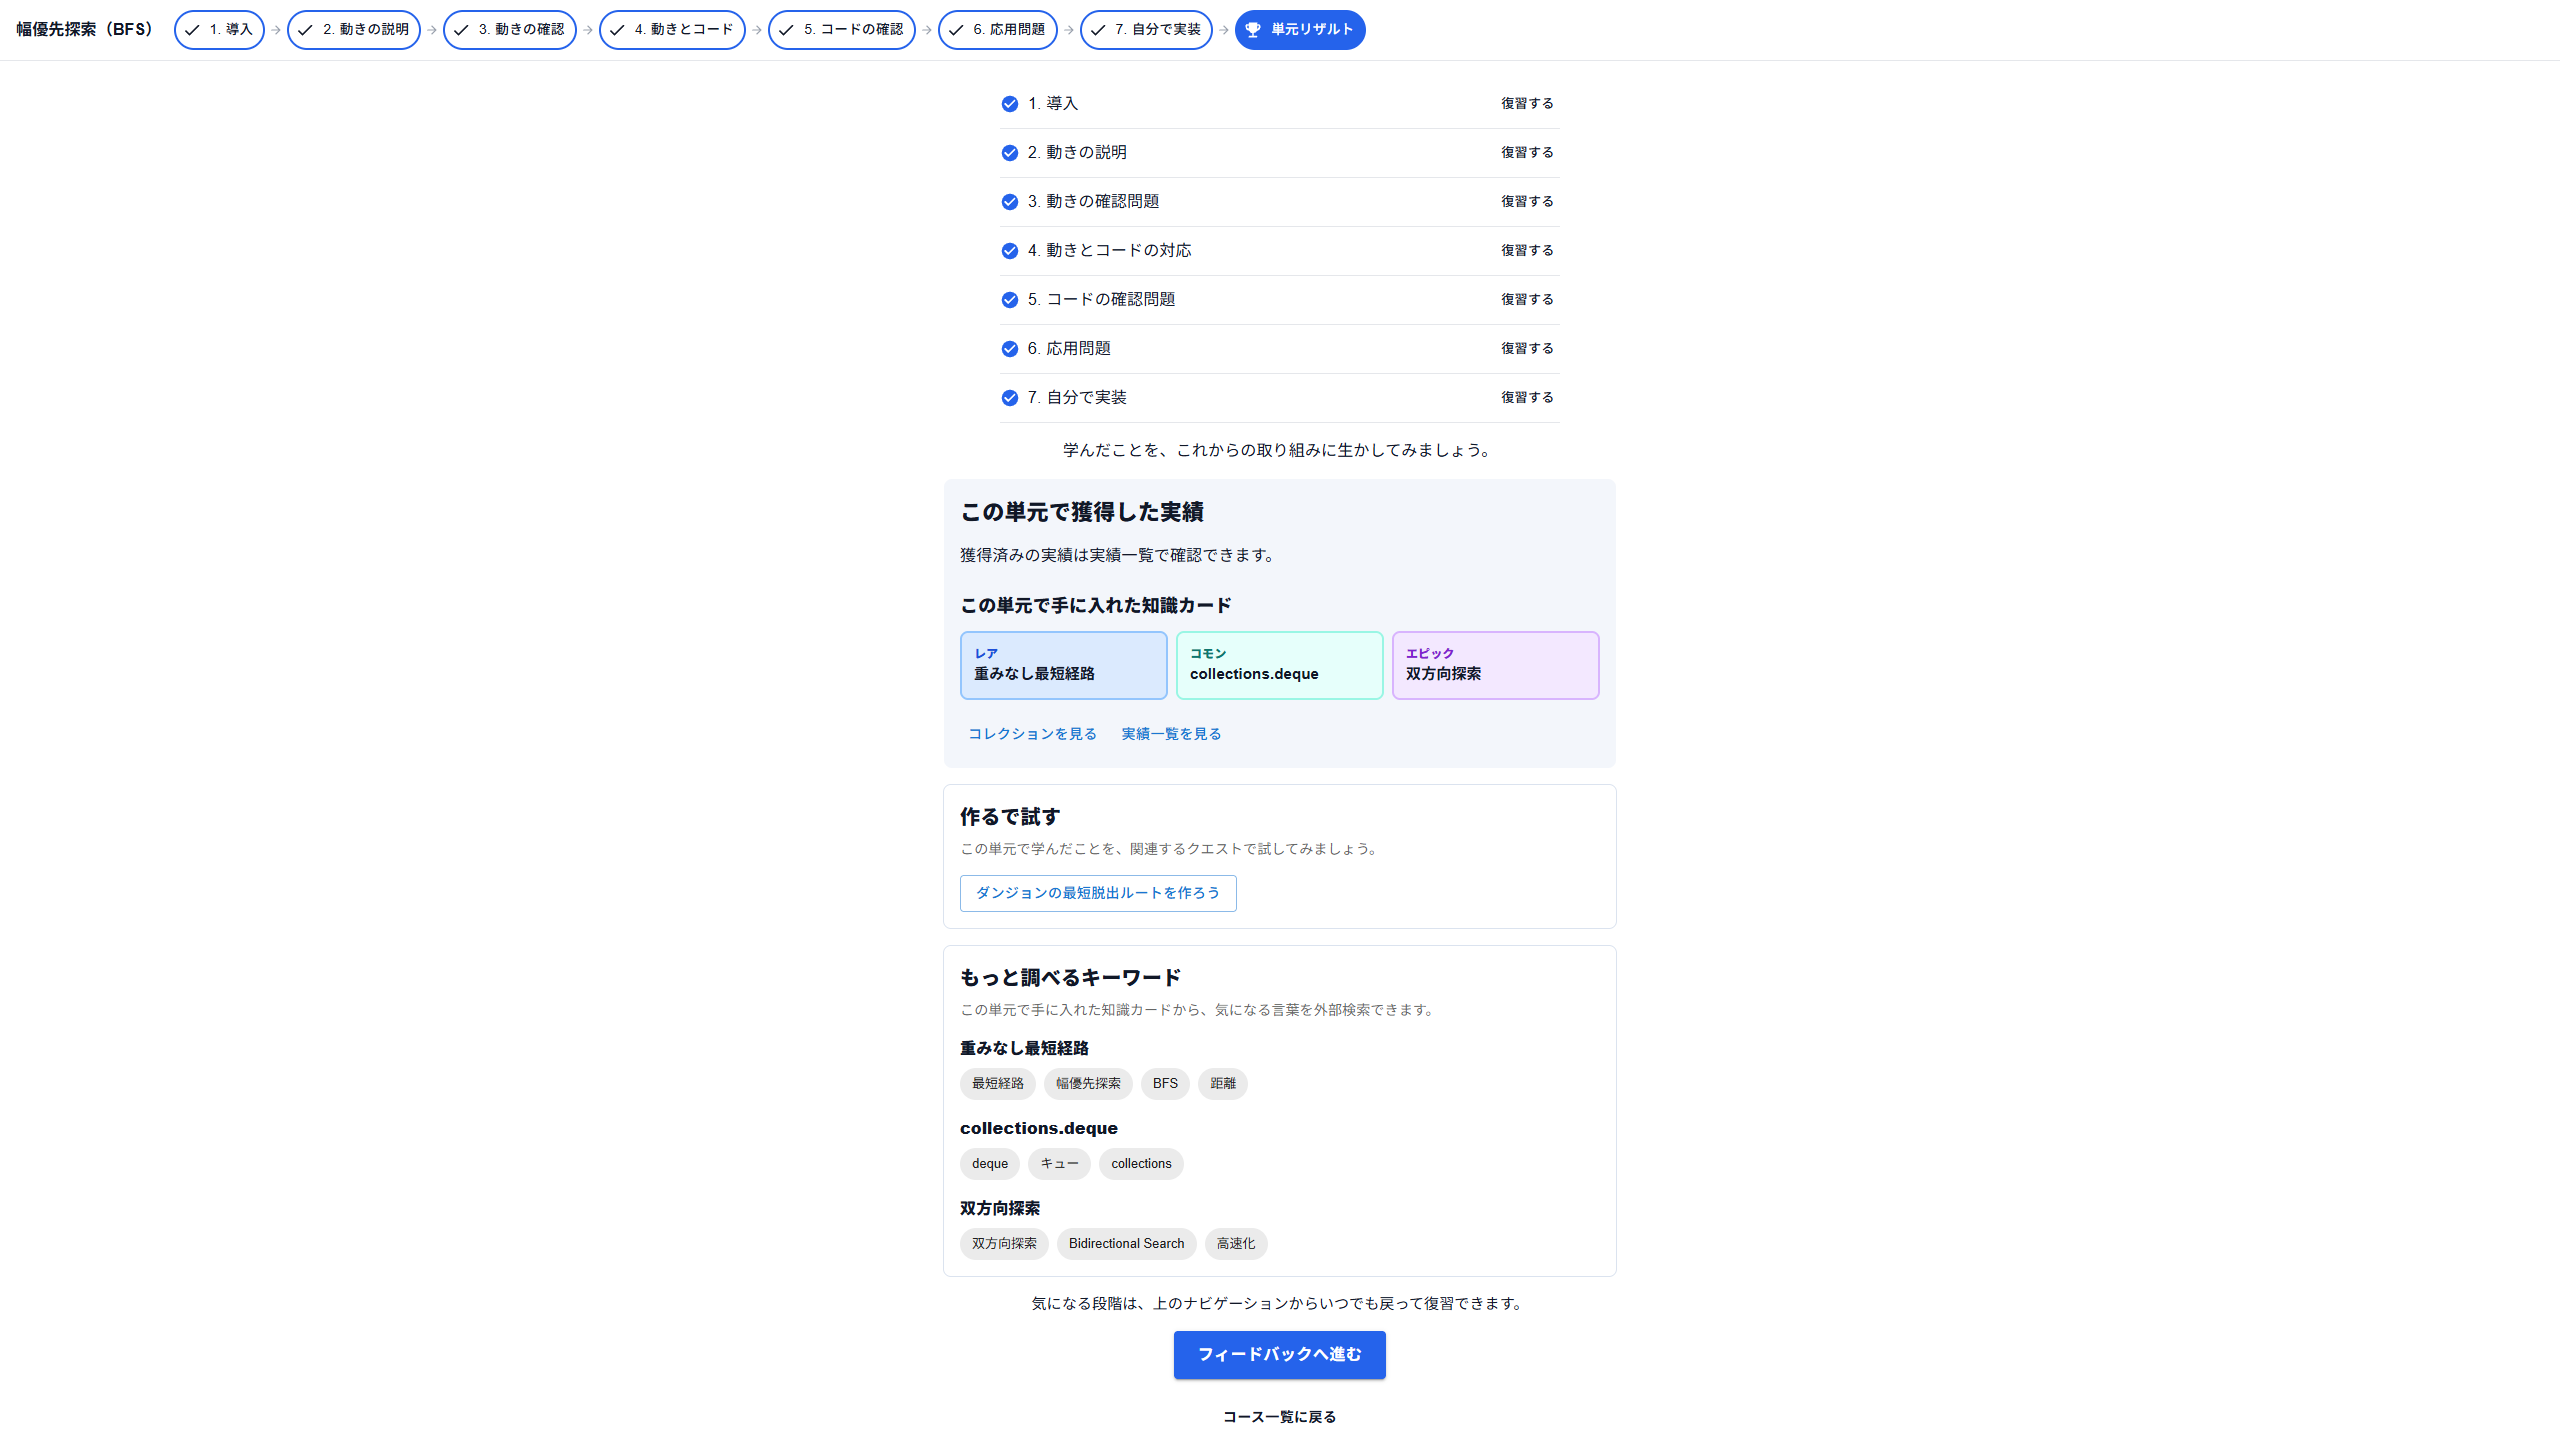 幅優先探索（BFS） 1. 導入 2. 動きの説明 3. 動きの確認 4. 動きとコード 5. コードの確認 6. 応用問題 7. 自分で実装 単元リザルト
1. 導入 復習する
2. 動きの説明 復習する
3. 動きの確認問題 復習する
4. 動きとコードの対応 復習する
5. コードの確認問題 復習する
6. 応用問題 復習する
7. 自分で実装 復習する
学んだことを、これからの取り組みに生かしてみましょう。
この単元で獲得した実績
獲得済みの実績は実績一覧で確認できます。
この単元で手に入れた知識カード
レア
重みなし最短経路
コモン
collections.deque
エピック
双方向探索
コレクションを見る 実績一覧を見る
作るで試す
この単元で学んだことを、関連するクエストで試してみましょう。
ダンジョンの最短脱出ルートを作ろう
もっと調べるキーワード
この単元で手に入れた知識カードから、気になる言葉を外部検索できます。
重みなし最短経路
最短経路 幅優先探索 BFS 距離
collections.deque
deque キュー collections
双方向探索
双方向探索 Bidirectional Search 高速化
気になる段階は、上のナビゲーションからいつでも戻って復習できます。
フィードバックへ進む
コース一覧に戻る